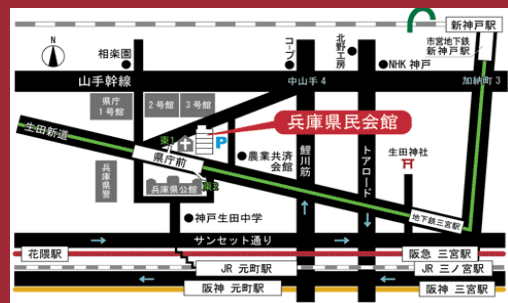 新神戸駅
市営地下鉄
新神戸駅
N
相楽園
コープ
北野工房
NHK 神戸
山手幹線
中山手4
加納町3
県庁
1号館
2号館
3号館
兵庫県民会館
生田新道
東1
P
県庁前
農業共済
会館
鯉川筋
トアロード
生田神社
兵庫県警
兵庫県公館
東2
神戸生田中学
地下鉄三宮駅
サンセット通り
花隈駅
阪急 三宮駅
JR 元町駅
JR 三ノ宮駅
阪神 元町駅
阪神 三宮駅